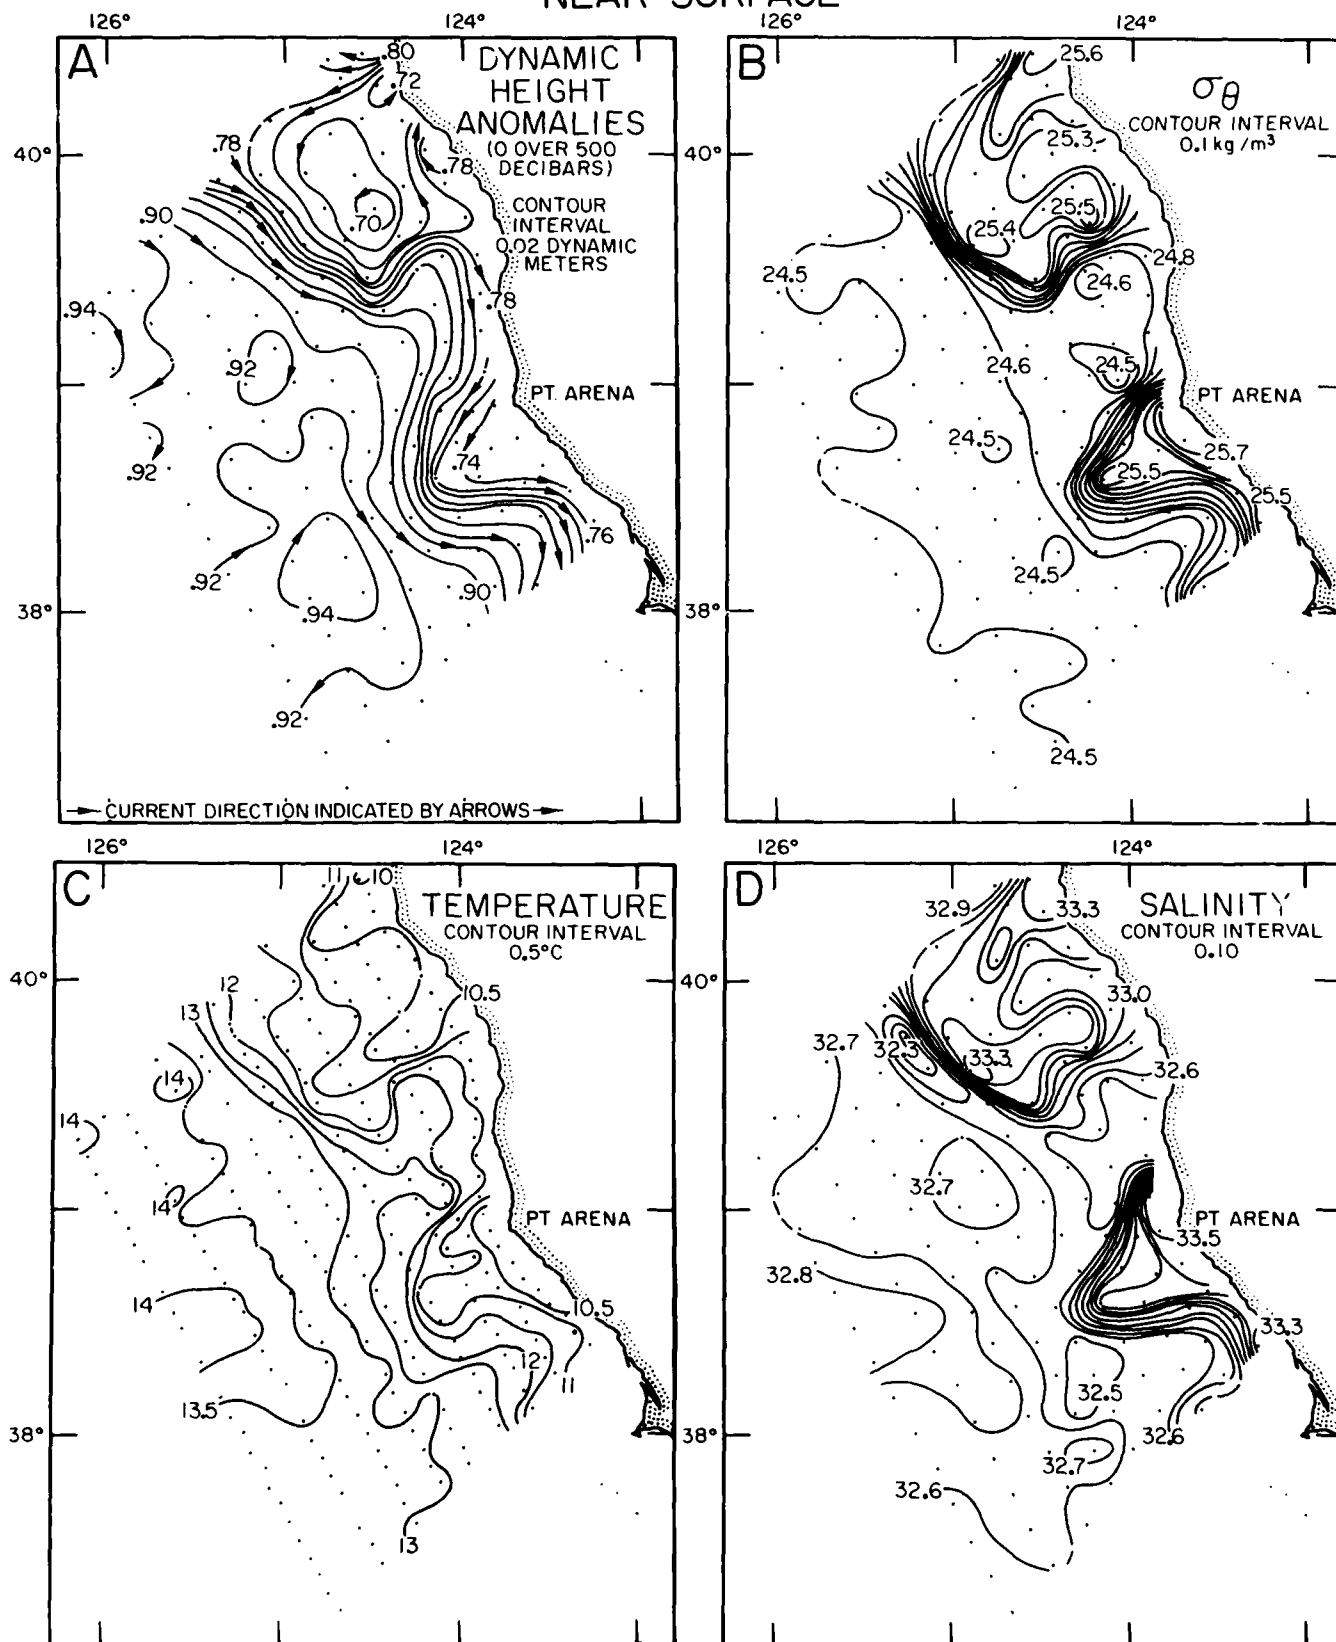 NEAR SURFACE
126° 124° 126° 124°
A
DYNAMIC
HEIGHT
ANOMALIES
(0 OVER 500
DECIBARS)
CONTOUR
INTERVAL
0.02 DYNAMIC
METERS
.80
.72
.78
40°
.78
.90
.70
.78
.94
.92
PT. ARENA
.92
.74
.76
.92
.90
.94
38°
.92
CURRENT DIRECTION INDICATED BY ARROWS
B
σθ
CONTOUR INTERVAL
0.1 kg/m³
25.6
40°
25.3
25.5
25.4
24.8
24.5
24.6
24.6
24.5
PT ARENA
24.5
25.7
25.5
25.5
24.5
38°
24.5
126° 124° 126° 124°
C
11 10
TEMPERATURE
CONTOUR INTERVAL
0.5°C
40°
12
10.5
13
14
14
14
PT ARENA
14
10.5
12
11
13.5
38°
13
D
32.9
33.3
SALINITY
CONTOUR INTERVAL
0.10
40°
33.0
32.7
32.3
33.3
32.6
32.7
PT ARENA
33.5
32.8
33.3
32.5
38°
32.6
32.7
32.6